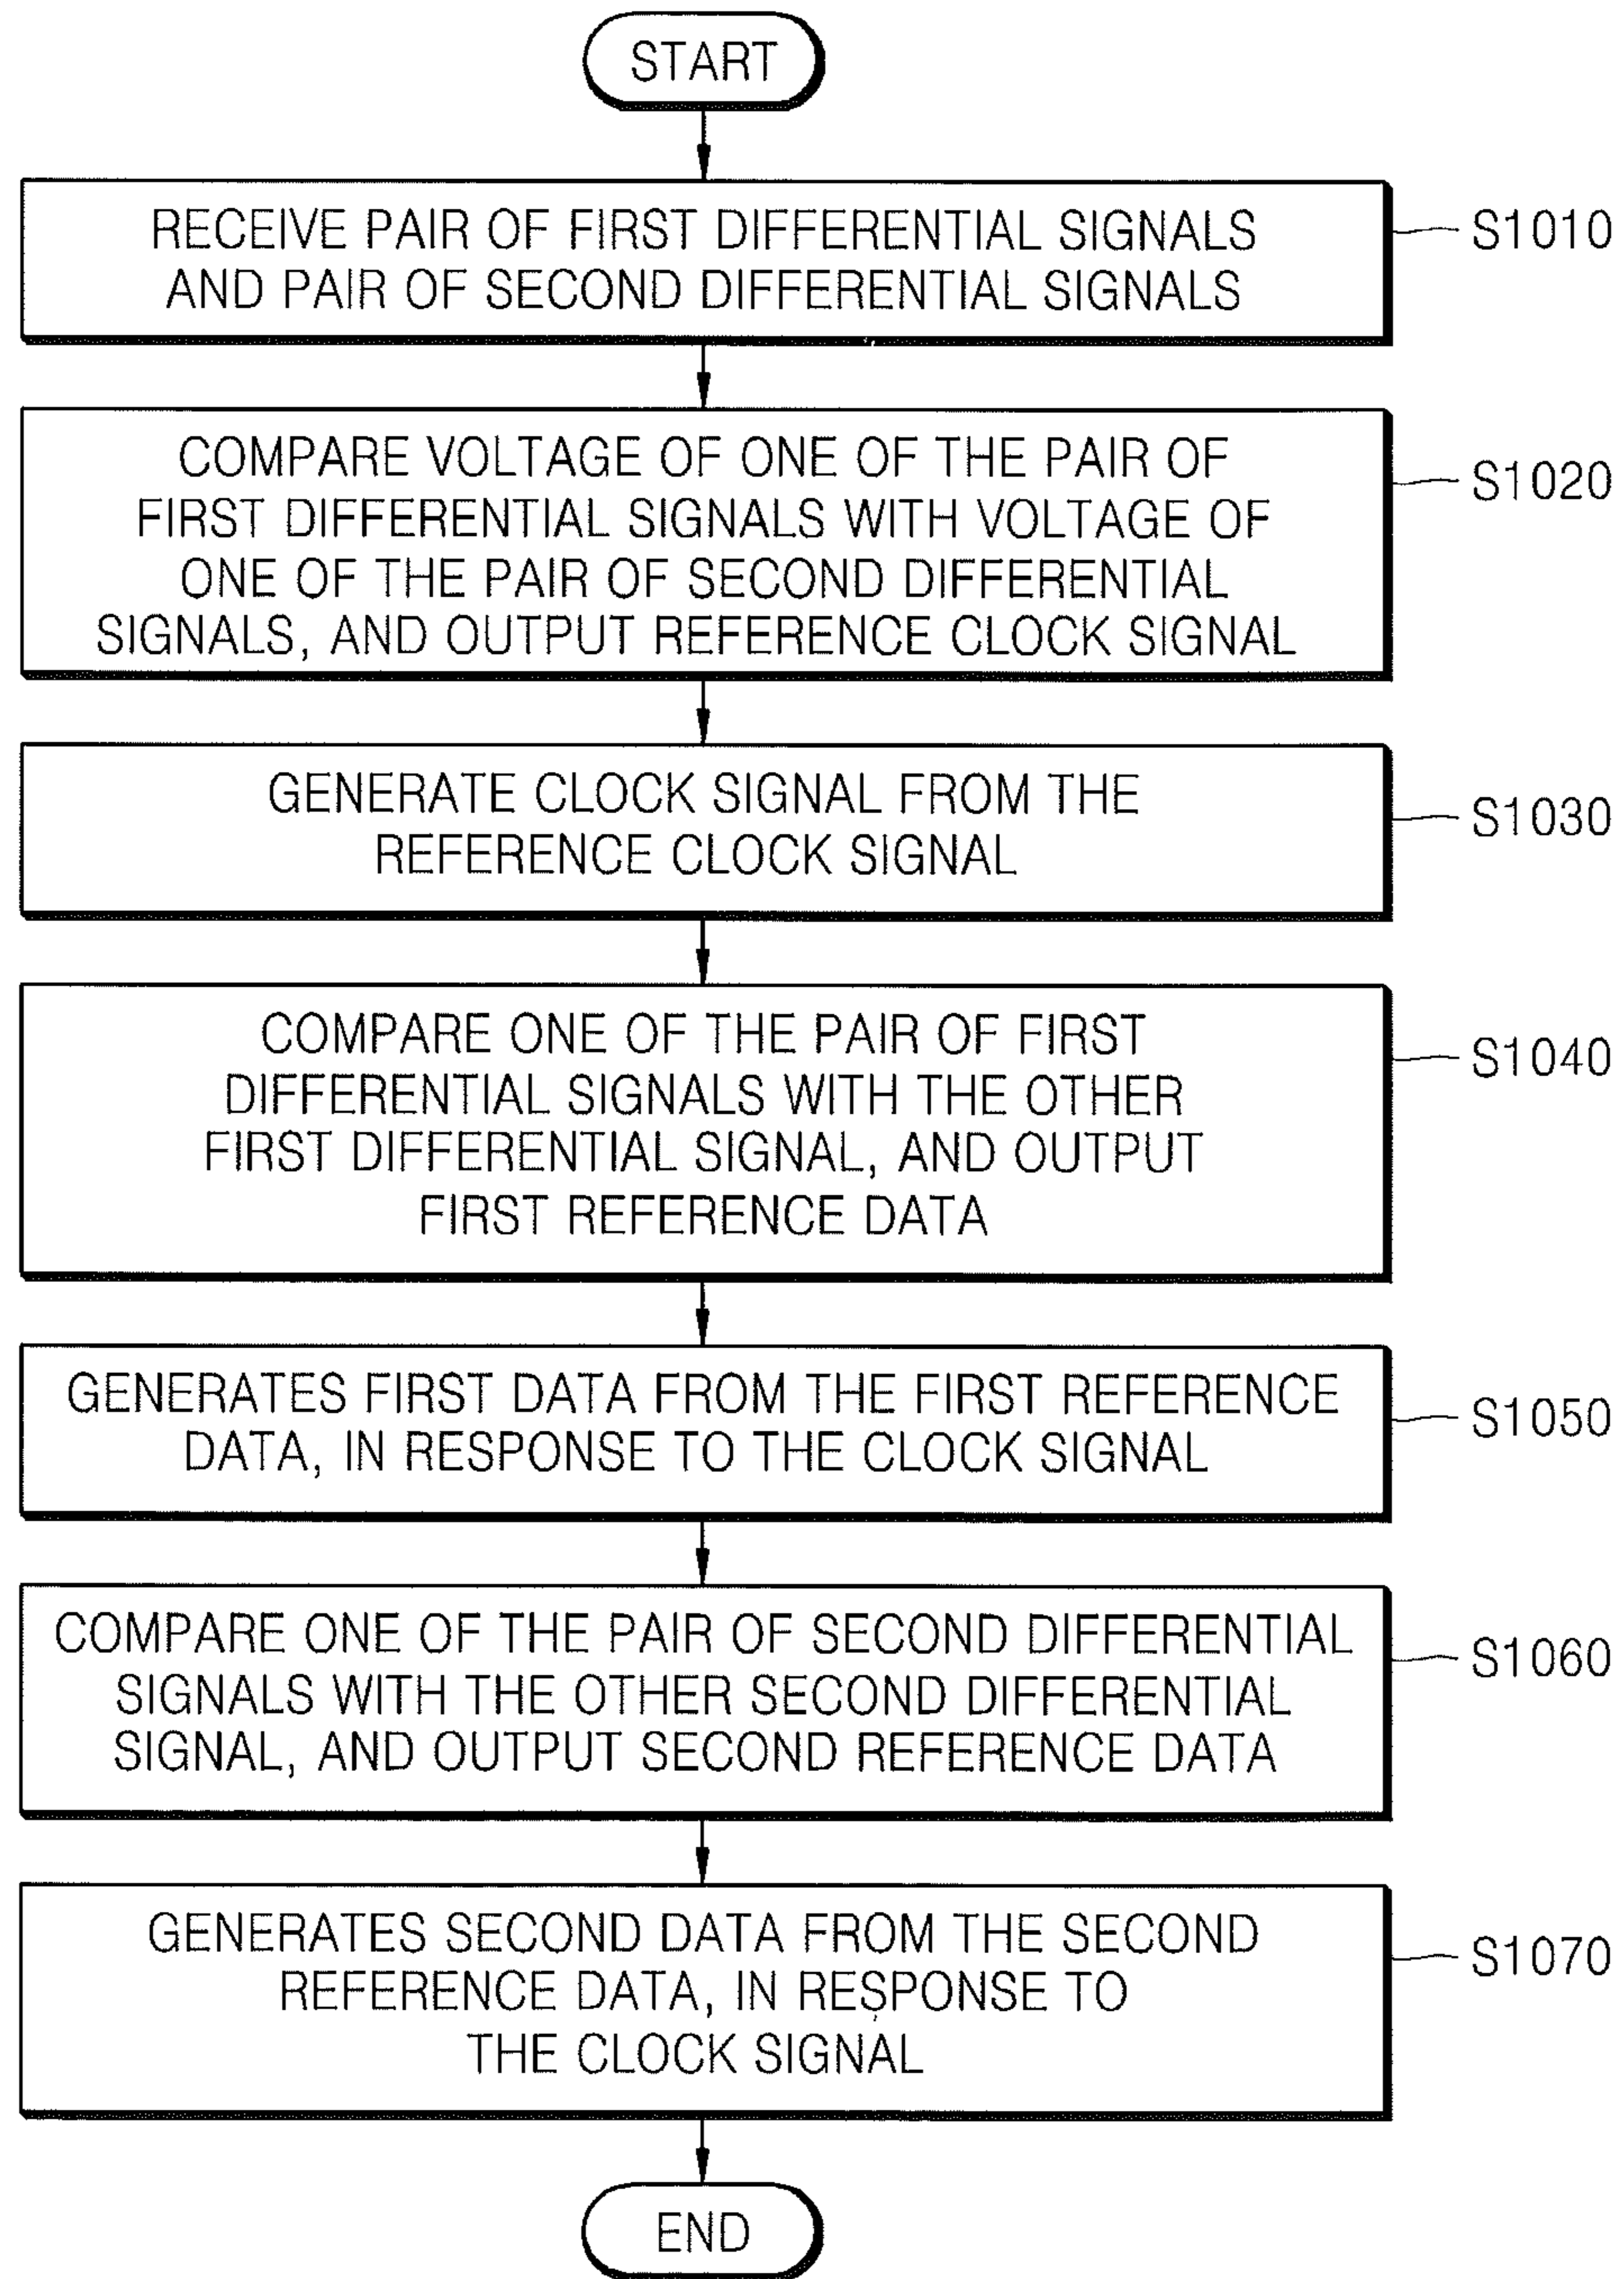 START
RECEIVE PAIR OF FIRST DIFFERENTIAL SIGNALS
AND PAIR OF SECOND DIFFERENTIAL SIGNALS
S1010
COMPARE VOLTAGE OF ONE OF THE PAIR OF
FIRST DIFFERENTIAL SIGNALS WITH VOLTAGE OF
ONE OF THE PAIR OF SECOND DIFFERENTIAL
SIGNALS, AND OUTPUT REFERENCE CLOCK SIGNAL
S1020
GENERATE CLOCK SIGNAL FROM THE
REFERENCE CLOCK SIGNAL
S1030
COMPARE ONE OF THE PAIR OF FIRST
DIFFERENTIAL SIGNALS WITH THE OTHER
FIRST DIFFERENTIAL SIGNAL, AND OUTPUT
FIRST REFERENCE DATA
S1040
GENERATES FIRST DATA FROM THE FIRST REFERENCE
DATA, IN RESPONSE TO THE CLOCK SIGNAL
S1050
COMPARE ONE OF THE PAIR OF SECOND DIFFERENTIAL
SIGNALS WITH THE OTHER SECOND DIFFERENTIAL
SIGNAL, AND OUTPUT SECOND REFERENCE DATA
S1060
GENERATES SECOND DATA FROM THE SECOND
REFERENCE DATA, IN RESPONSE TO
THE CLOCK SIGNAL
S1070
END